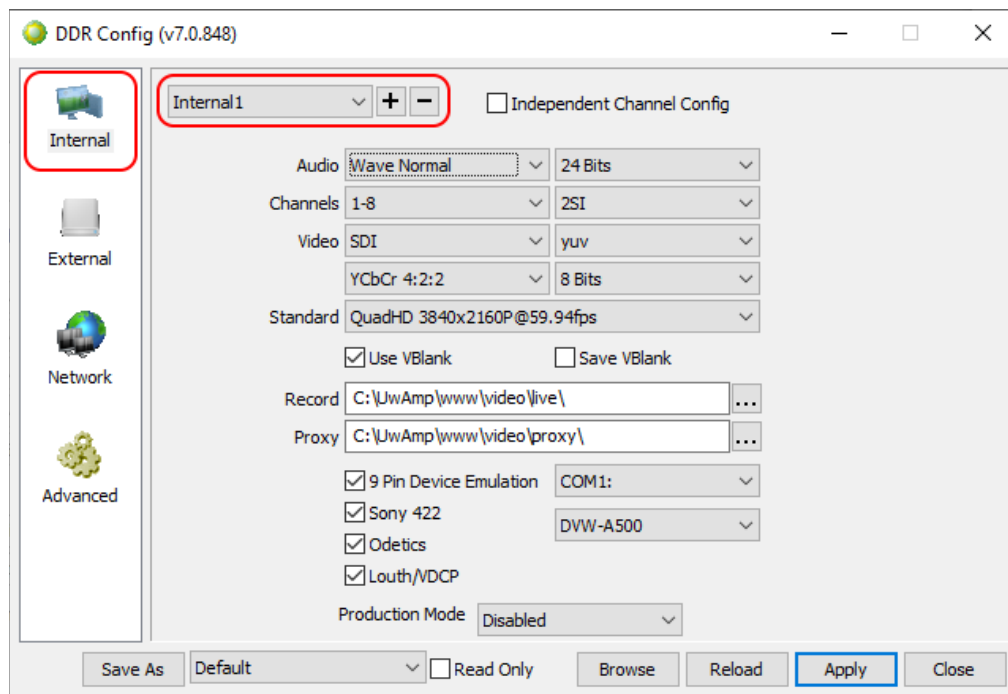 DDR Config (v7.0.848)
Internal
External
Network
Advanced
Internal1 + − Independent Channel Config
Audio Wave Normal 24 Bits
Channels 1-8 2SI
Video SDI yuv
YCbCr 4:2:2 8 Bits
Standard QuadHD 3840x2160P@59.94fps
Use VBlank Save VBlank
Record C:\UwAmp\www\video\live\ ...
Proxy C:\UwAmp\www\video\proxy\ ...
9 Pin Device Emulation COM1:
Sony 422
DVW-A500
Odetics
Louth/VDCP
Production Mode Disabled
Save As Default Read Only Browse Reload Apply Close